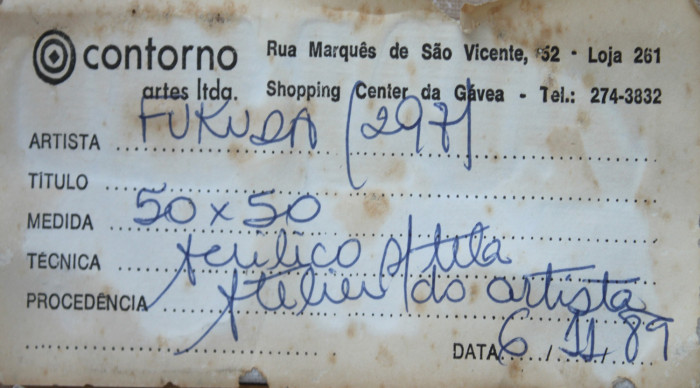 contorno Rua Marquês de São Vicente, 52 - Loja 261
artes ltda. Shopping Center da Gávea - Tel.: 274-3832
ARTISTA FUKUDA (297)
TÍTULO
MEDIDA 50 x 50
TÉCNICA Acrílico s/tela
PROCEDÊNCIA Atelier do artista
DATA 6 / 11 / 89